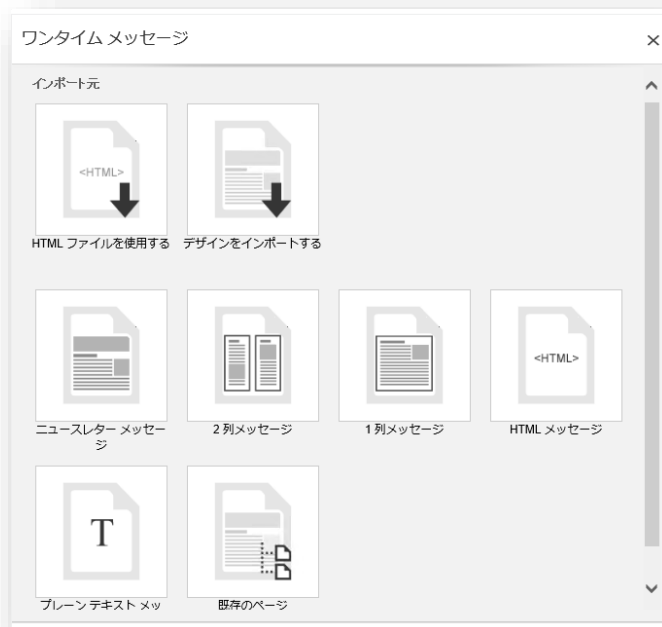 ワンタイム メッセージ
×
インポート元
<HTML>
HTML ファイルを使用する
デザインをインポートする
<HTML>
ニュースレター メッセー
ジ
2 列メッセージ
1 列メッセージ
HTML メッセージ
T
プレーン テキスト メッ
既存のページ